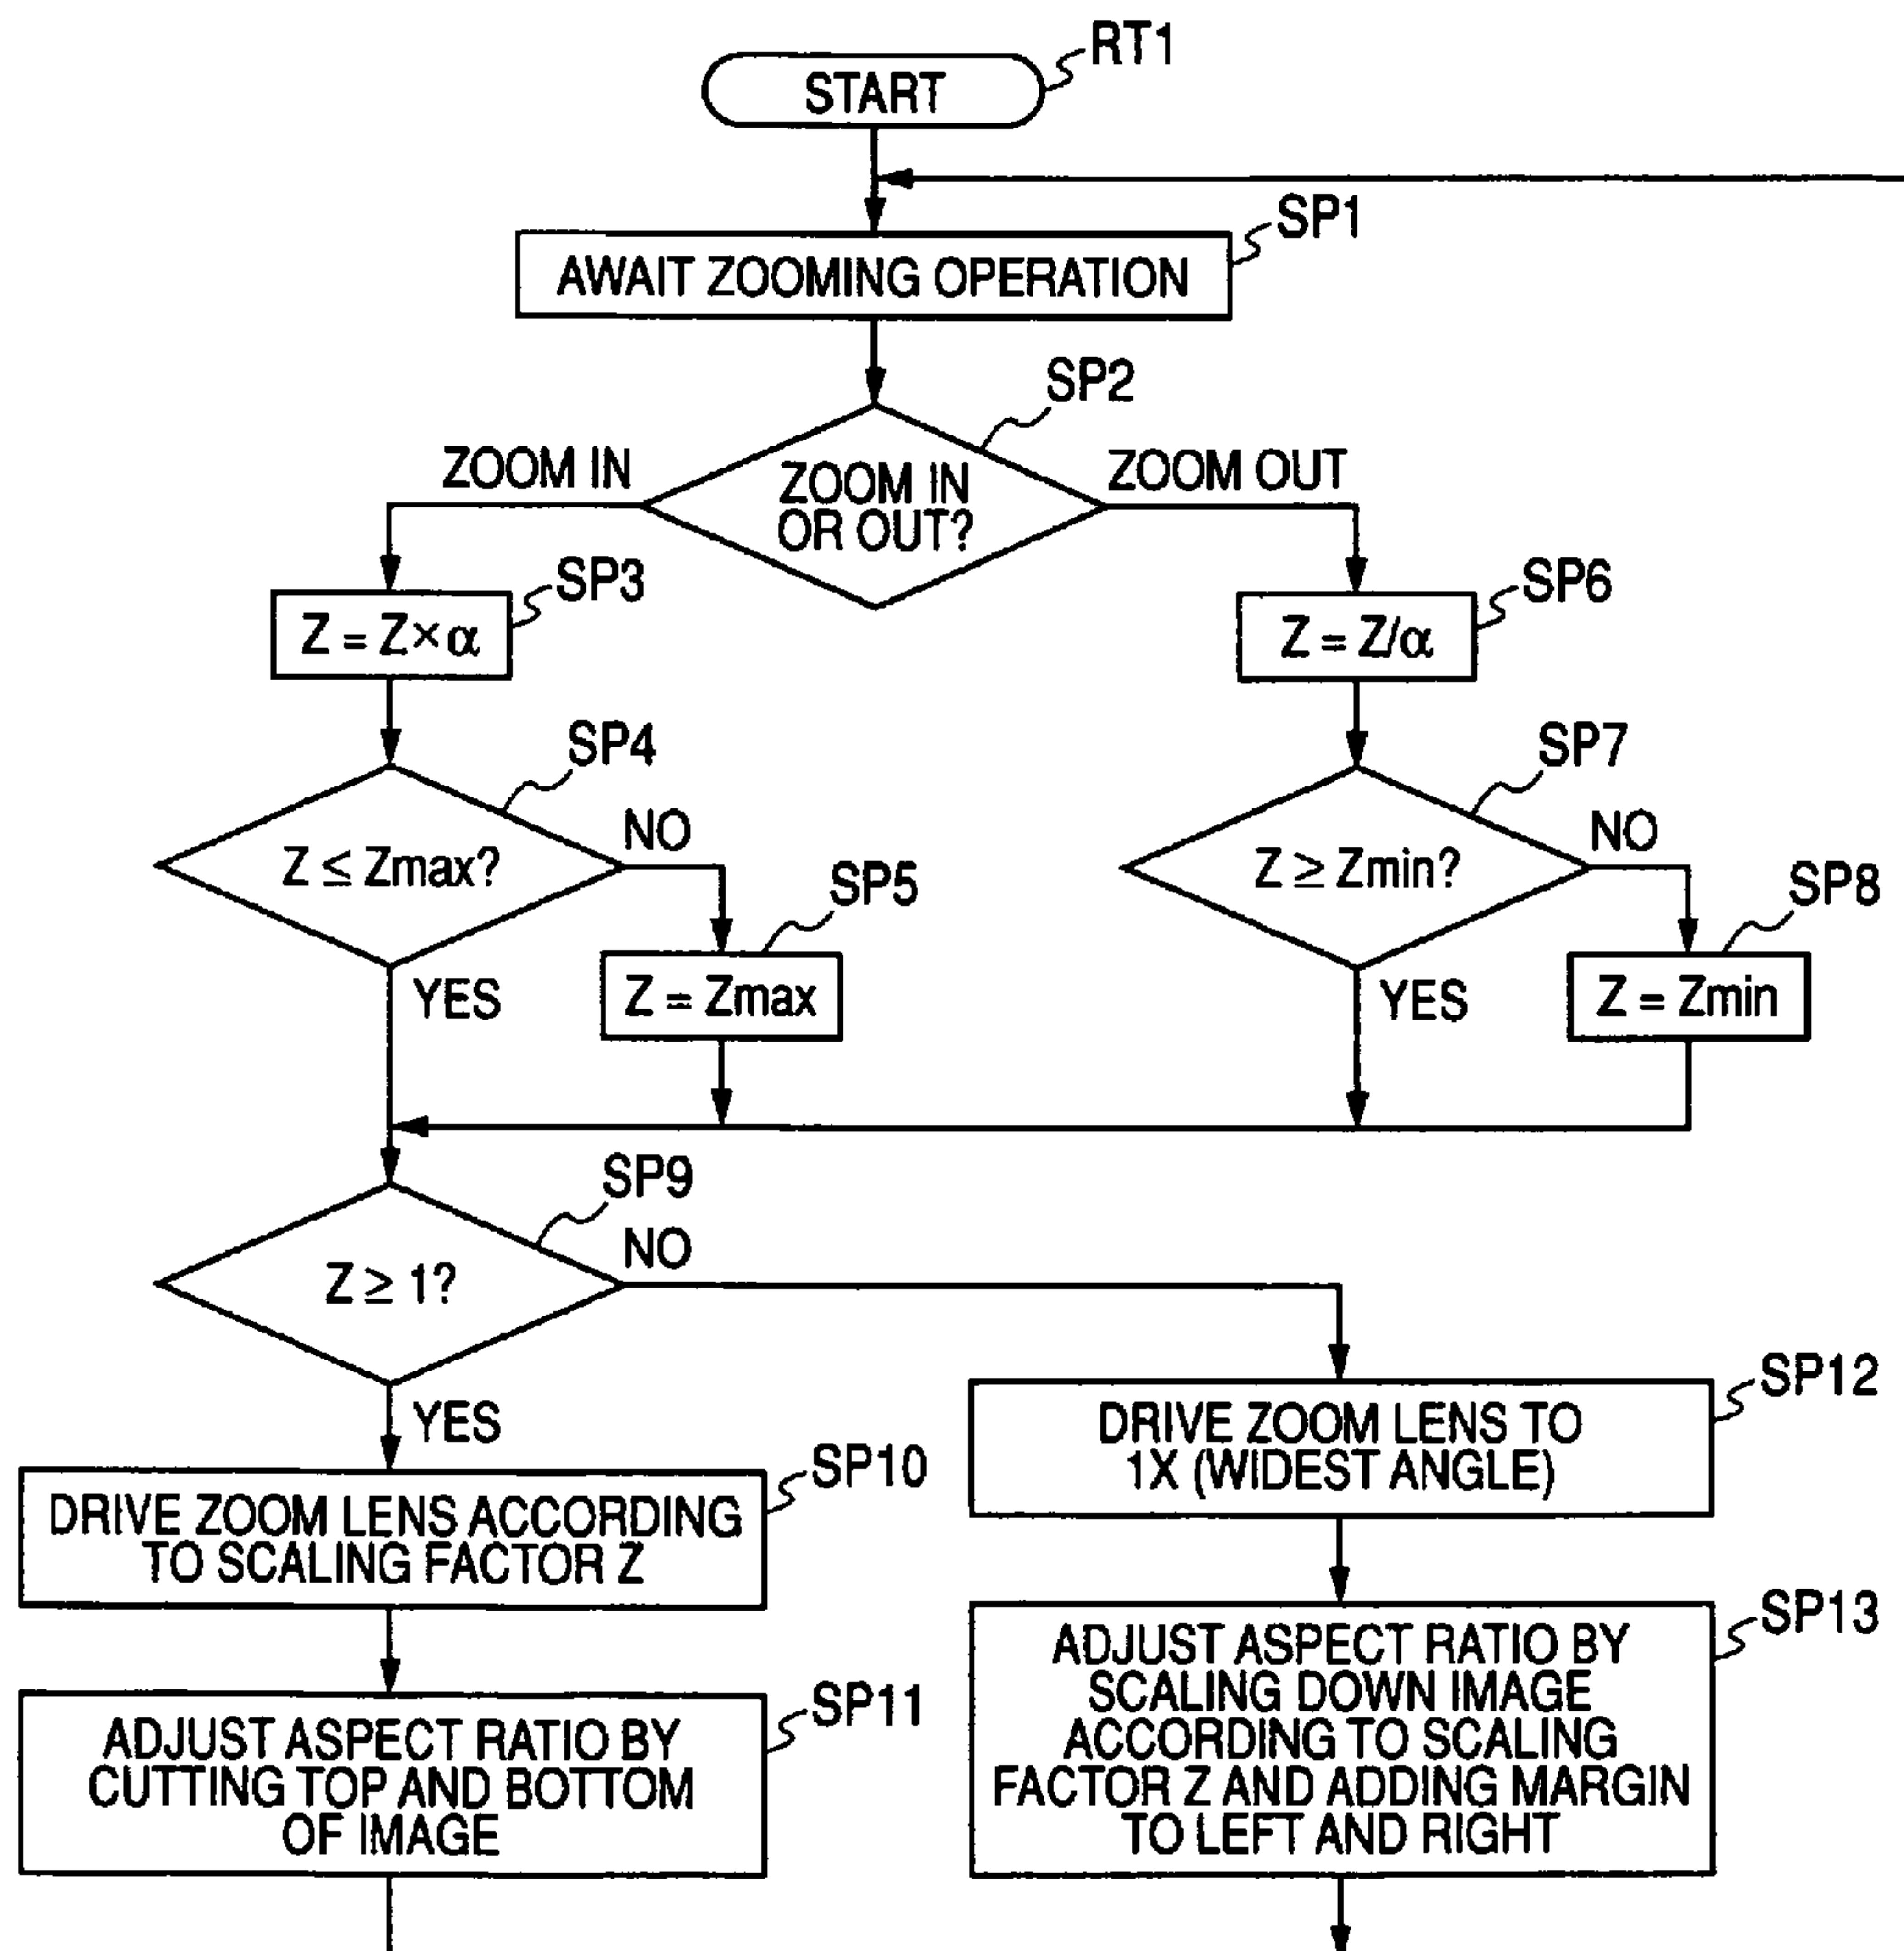 RT1
START
SP1
AWAIT ZOOMING OPERATION
SP2
ZOOM IN
ZOOM IN
OR OUT?
ZOOM OUT
SP3
Z = Z×α
SP6
Z = Z/α
SP4
Z ≤ Zmax?
NO
YES
SP5
Z = Zmax
SP7
Z ≥ Zmin?
NO
YES
SP8
Z = Zmin
SP9
Z ≥ 1?
NO
YES
SP10
DRIVE ZOOM LENS ACCORDING
TO SCALING FACTOR Z
SP11
ADJUST ASPECT RATIO BY
CUTTING TOP AND BOTTOM
OF IMAGE
SP12
DRIVE ZOOM LENS TO
1X (WIDEST ANGLE)
SP13
ADJUST ASPECT RATIO BY
SCALING DOWN IMAGE
ACCORDING TO SCALING
FACTOR Z AND ADDING MARGIN
TO LEFT AND RIGHT